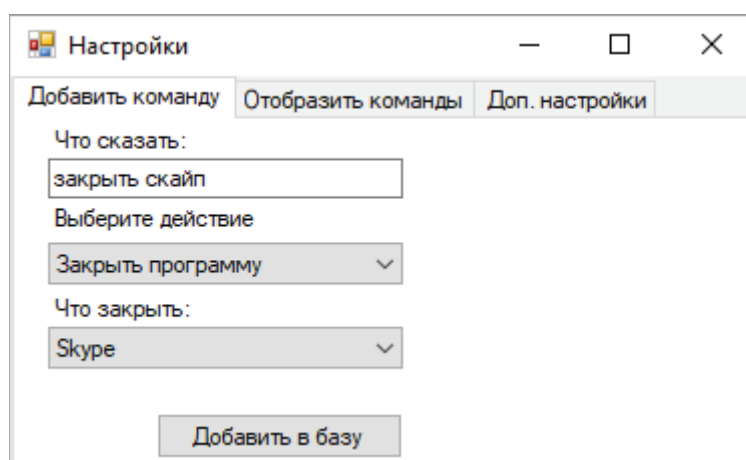 Настройки
Добавить команду Отобразить команды Доп. настройки
Что сказать:
закрыть скайп
Выберите действие
Закрыть программу
Что закрыть:
Skype
Добавить в базу